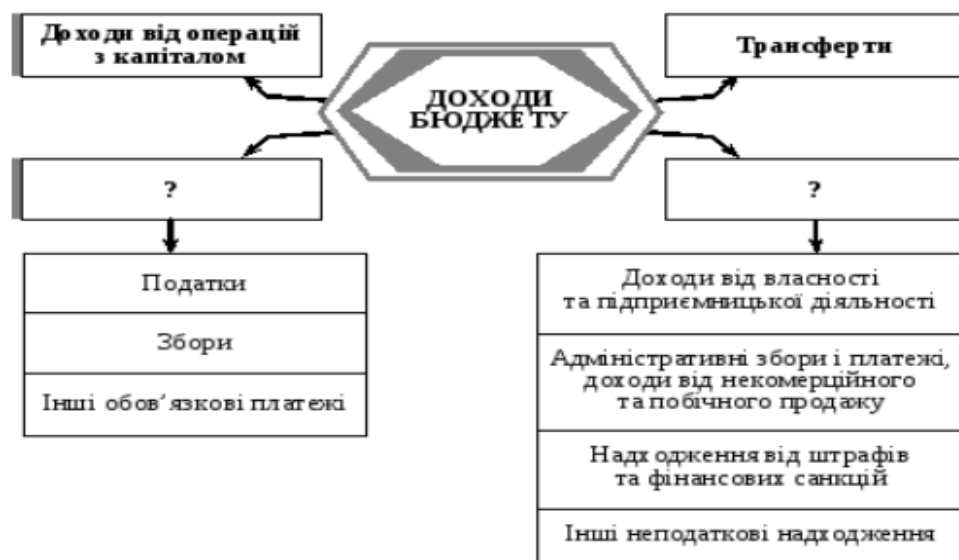 Доходи від операцій
з капіталом
ДОХОДИ
БЮДЖЕТУ
Трансферти
?
?
Податки
Збори
Інші обов’язкові платежі
Доходи від власності
та підприємницької діяльності
Адміністративні збори і платежі,
доходи від некомерційного
та побічного продажу
Надходження від штрафів
та фінансових санкцій
Інші неподаткові надходження